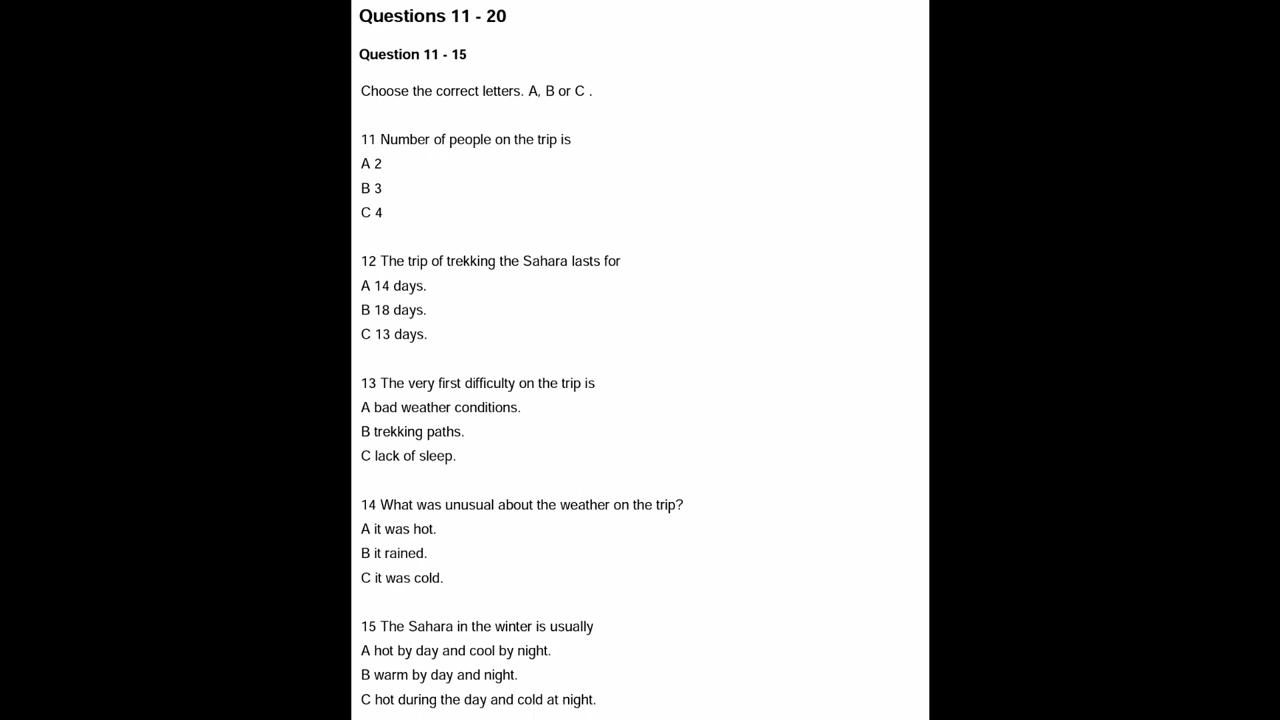 Questions 11 - 20
Question 11 - 15
Choose the correct letters. A, B or C .
11 Number of people on the trip is
A 2
B 3
C 4
12 The trip of trekking the Sahara lasts for
A 14 days.
B 18 days.
C 13 days.
13 The very first difficulty on the trip is
A bad weather conditions.
B trekking paths.
C lack of sleep.
14 What was unusual about the weather on the trip?
A it was hot.
B it rained.
C it was cold.
15 The Sahara in the winter is usually
A hot by day and cool by night.
B warm by day and night.
C hot during the day and cold at night.